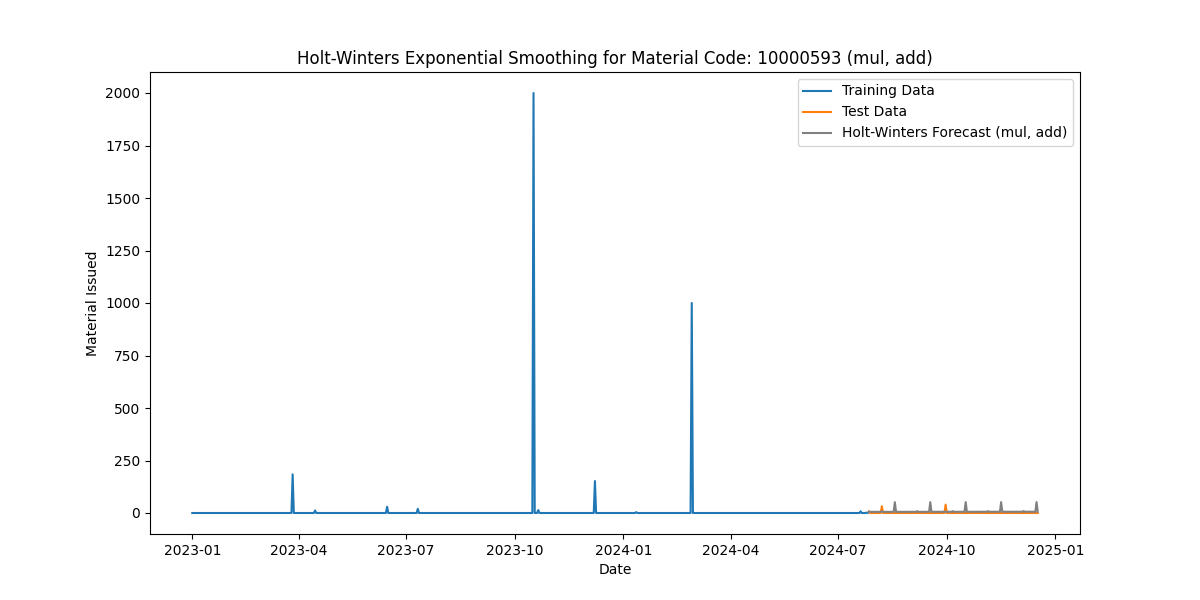 Holt-Winters Exponential Smoothing for Material Code: 10000593 (mul, add)
Training Data
Test Data
Holt-Winters Forecast (mul, add)
Material Issued
2000
1750
1500
1250
1000
750
500
250
0
2023-01 2023-04 2023-07 2023-10 2024-01 2024-04 2024-07 2024-10 2025-01
Date